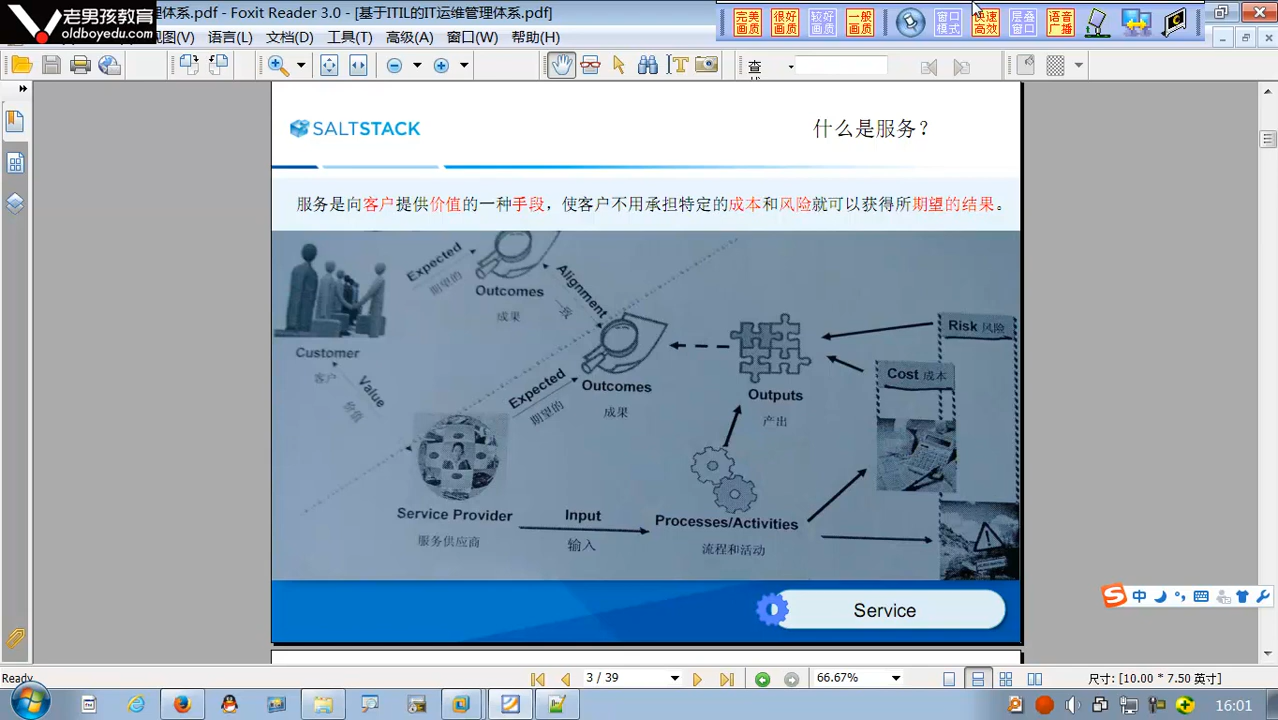 老男孩教育
oldboyedu.com
体系.pdf - Foxit Reader 3.0 - [基于ITIL的IT运维管理体系.pdf]
完美画质
很好画质
较好画质
一般画质
窗口模式
快速高效
层叠窗口
语音广播
图(V) 语言(L) 文档(D) 工具(T) 高级(A) 窗口(W) 帮助(H)
查
SALTSTACK
什么是服务？
服务是向客户提供价值的一种手段，使客户不用承担特定的成本和风险就可以获得所期望的结果。
Expected
期望的
Outcomes
成果
Alignment
一致
Customer
客户
Value
价值
Expected
期望的
Outcomes
成果
Outputs
产出
Risk 风险
Cost 成本
Service Provider
服务供应商
Input
输入
Processes/Activities
流程和活动
Service
中
Ready
3 / 39
66.67%
尺寸: [10.00 * 7.50 英寸]
16:01